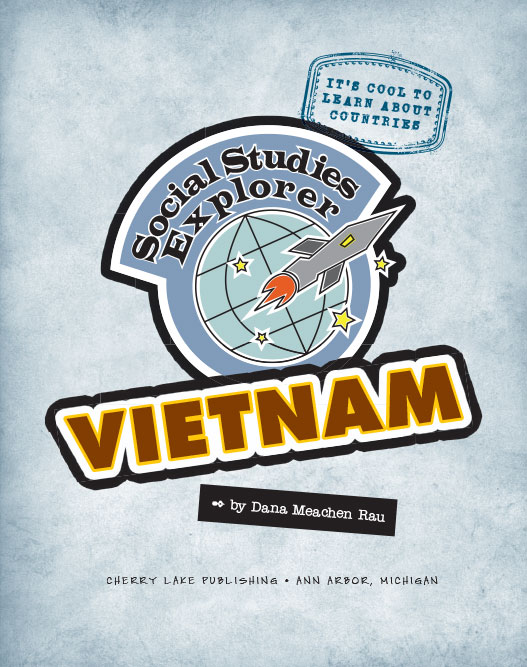 IT'S COOL TO
LEARN ABOUT
COUNTRIES
Social Studies
Explorer
VIETNAM
by Dana Meachen Rau
CHERRY LAKE PUBLISHING • ANN ARBOR, MICHIGAN